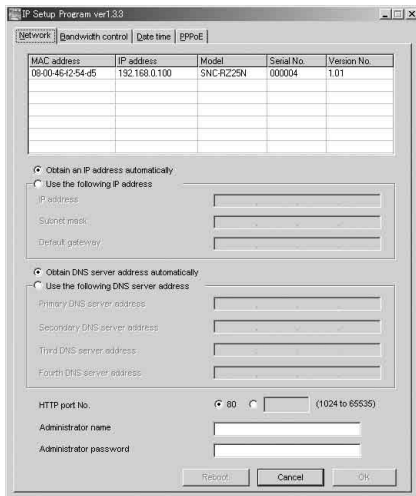 IP Setup Program ver1.3.3
Network Bandwidth control Date time PPPoE
MAC address IP address Model Serial No. Version No.
08-00-46-f2-54-d5 192.168.0.100 SNC-RZ25N 000004 1.01
Obtain an IP address automatically
Use the following IP address
IP address
Subnet mask
Default gateway
Obtain DNS server address automatically
Use the following DNS server address
Primary DNS server address
Secondary DNS server address
Third DNS server address
Fourth DNS server address
HTTP port No. 80 (1024 to 65535)
Administrator name
Administrator password
Reboot Cancel OK